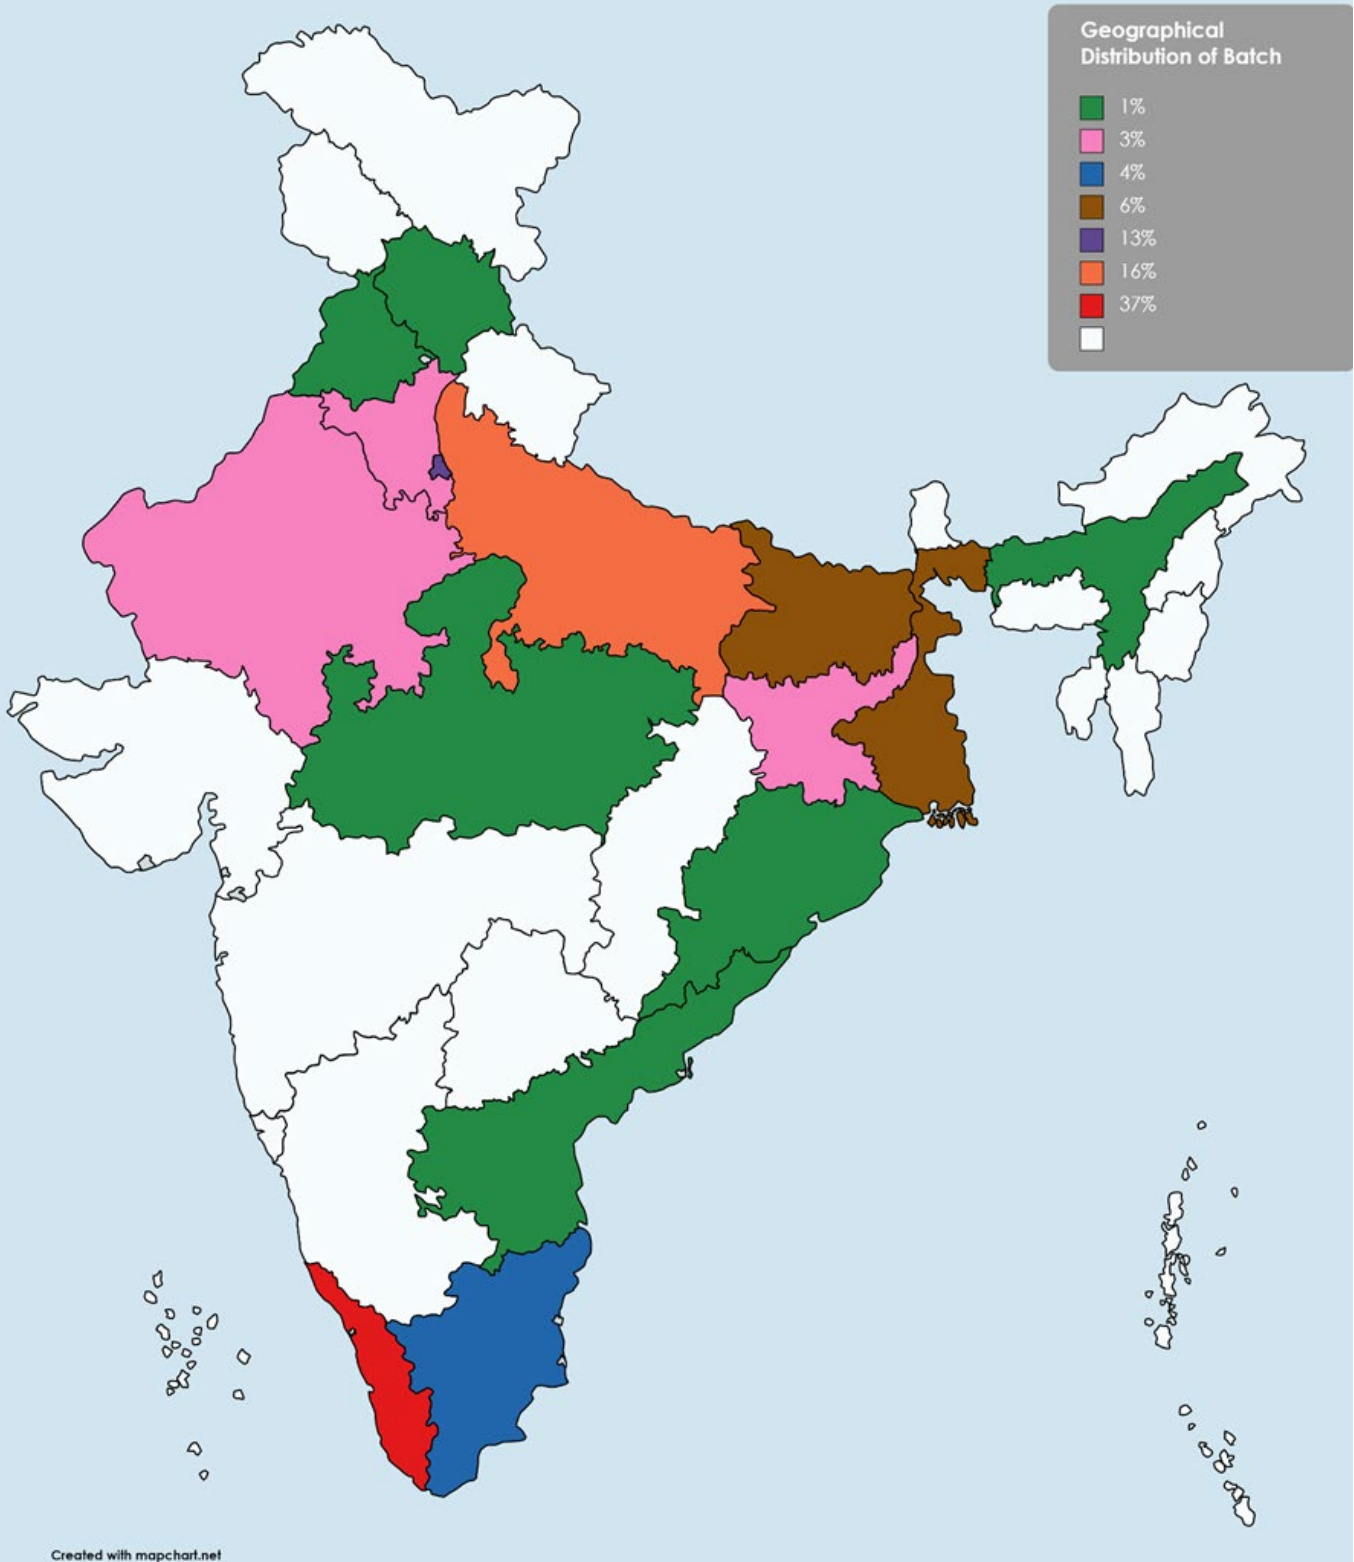 Geographical
Distribution of Batch
1%
3%
4%
6%
13%
16%
37%
Created with mapchart.net